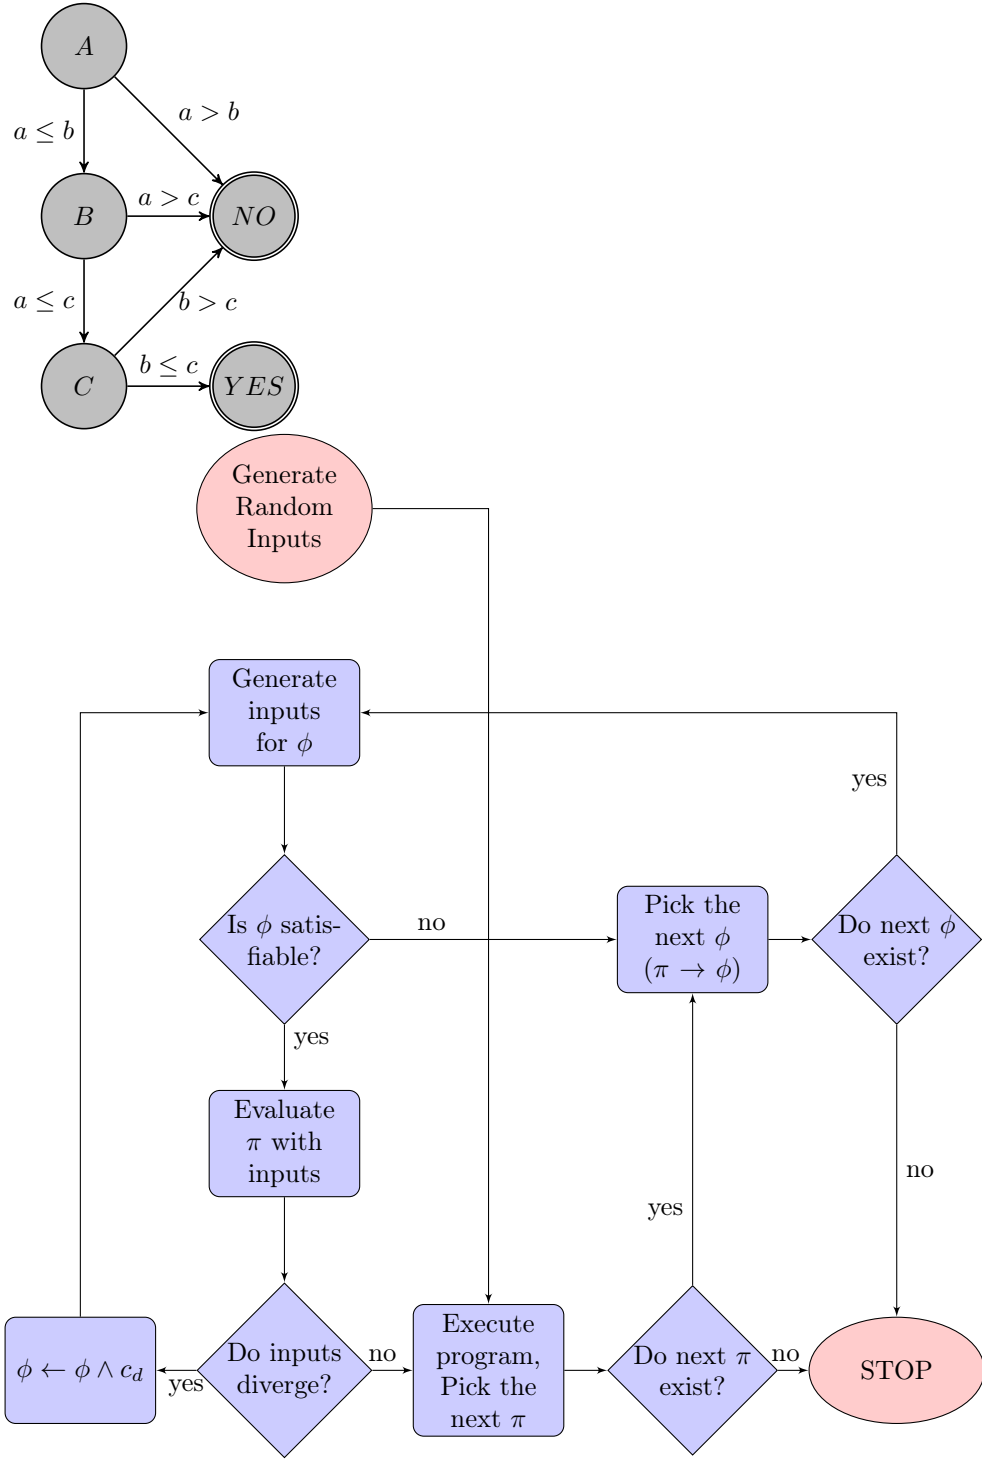 A
a > b
a ≤ b
B
a > c
NO
a ≤ c
b > c
C
b ≤ c
YES
Generate
Random
Inputs
Generate
inputs
for ϕ
yes
Is ϕ satis-
fiable?
no
Pick the
next ϕ
(π → ϕ)
Do next ϕ
exist?
yes
Evaluate
π with
inputs
no
yes
ϕ ← ϕ ∧ c_d
yes
Do inputs
diverge?
no
Execute
program,
Pick the
next π
Do next π
exist?
no
STOP